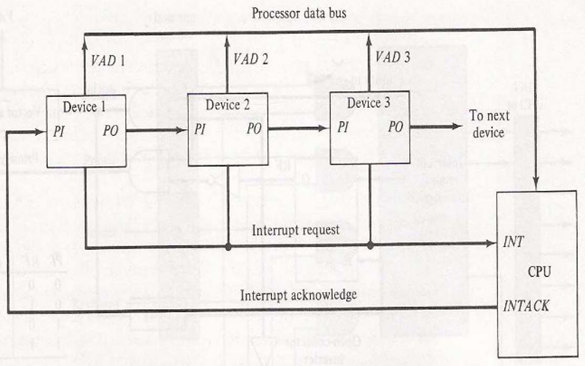 Processor data bus
VAD 1
VAD 2
VAD 3
Device 1
PI PO
Device 2
PI PO
Device 3
PI PO
To next
device
Interrupt request
INT
CPU
Interrupt acknowledge
INTACK